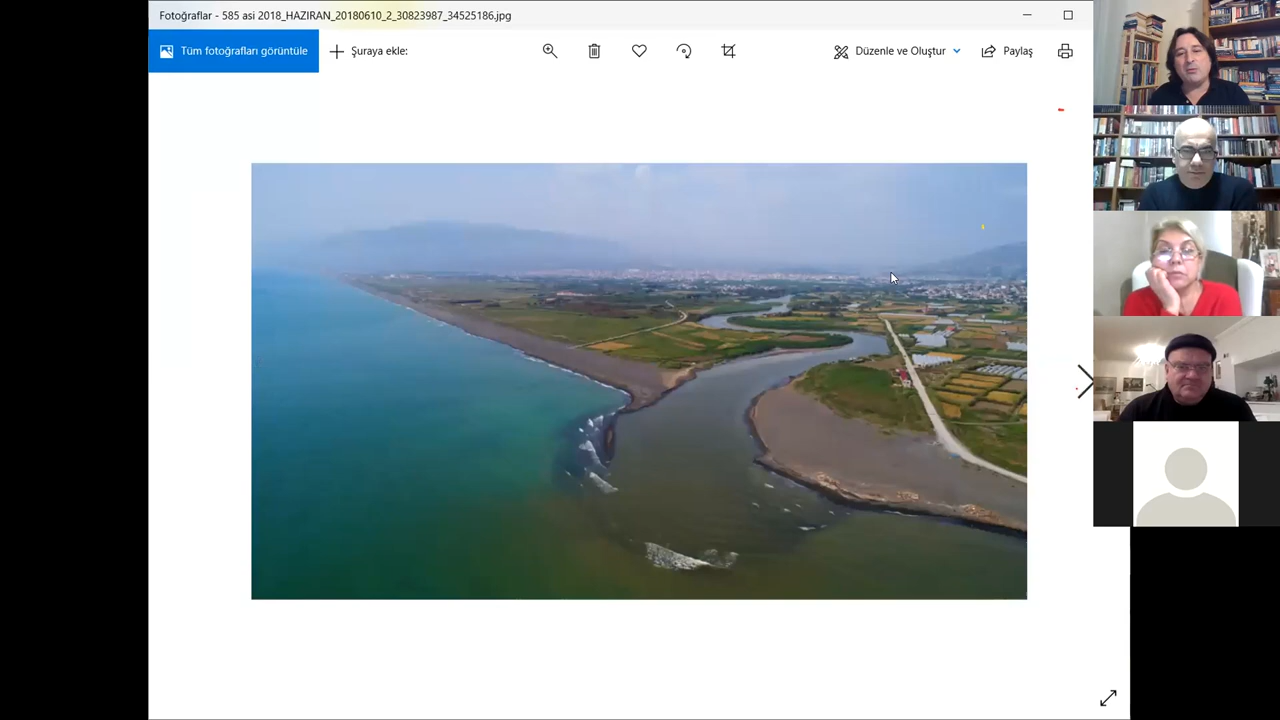 Fotoğraflar - 585 asi 2018_HAZIRAN_20180610_2_30823987_34525186.jpg
Tüm fotoğrafları görüntüle
Şuraya ekle:
Düzenle ve Oluştur
Paylaş